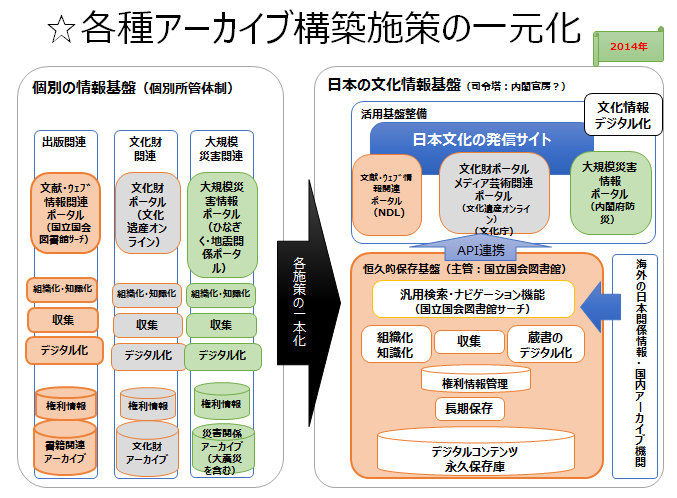 ☆各種アーカイブ構築施策の一元化
2014年
個別の情報基盤（個別所管体制）
出版関連
文化財
関連
大規模
災害関連
文献・ウェブ
情報関連
ポータル
（国立国会
図書館サーチ）
文化財
ポータル
（文化
遺産オン
ライン）
大規模災
害情報
ポータル
（ひなぎ
く・地震関
係ポータ
ル）
組織化・知識化
組織化・知識化
組織化・知識化
収集
収集
収集
デジタル化
デジタル化
デジタル化
権利情報
権利情報
権利情報
書籍関連
アーカイブ
文化財
アーカイブ
災害関係
アーカイブ
（大震災
を含む）
各施策の一本化
日本の文化情報基盤（司令塔：内閣官房？）
文化情報
デジタル化
活用基盤整備
日本文化の発信サイト
文献・ウェブ情
報関連
ポータル
（NDL）
文化財ポータル
メディア芸術関連
ポータル
（文化遺産オンライ
ン）
（文化庁）
大規模災害
情報
ポータル
（内閣府防
災）
API連携
恒久的保存基盤（主管：国立国会図書館）
汎用検索・ナビゲーション機能
（国立国会図書館サーチ）
組織化
知識化
収集
蔵書の
デジタル化
権利情報管理
長期保存
デジタルコンテンツ
永久保存庫
海外の日本関係情報・国内アーカイブ機関